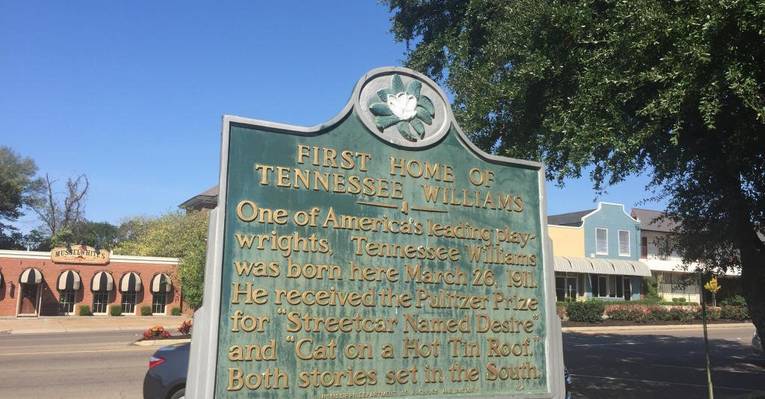 FIRST HOME OF
TENNESSEE WILLIAMS
One of America's leading play-
wrights, Tennessee Williams
was born here March 26, 1911.
He received the Pulitzer Prize
for "Streetcar Named Desire"
and "Cat on a Hot Tin Roof."
Both stories set in the South.
MUSSELWHITE'S